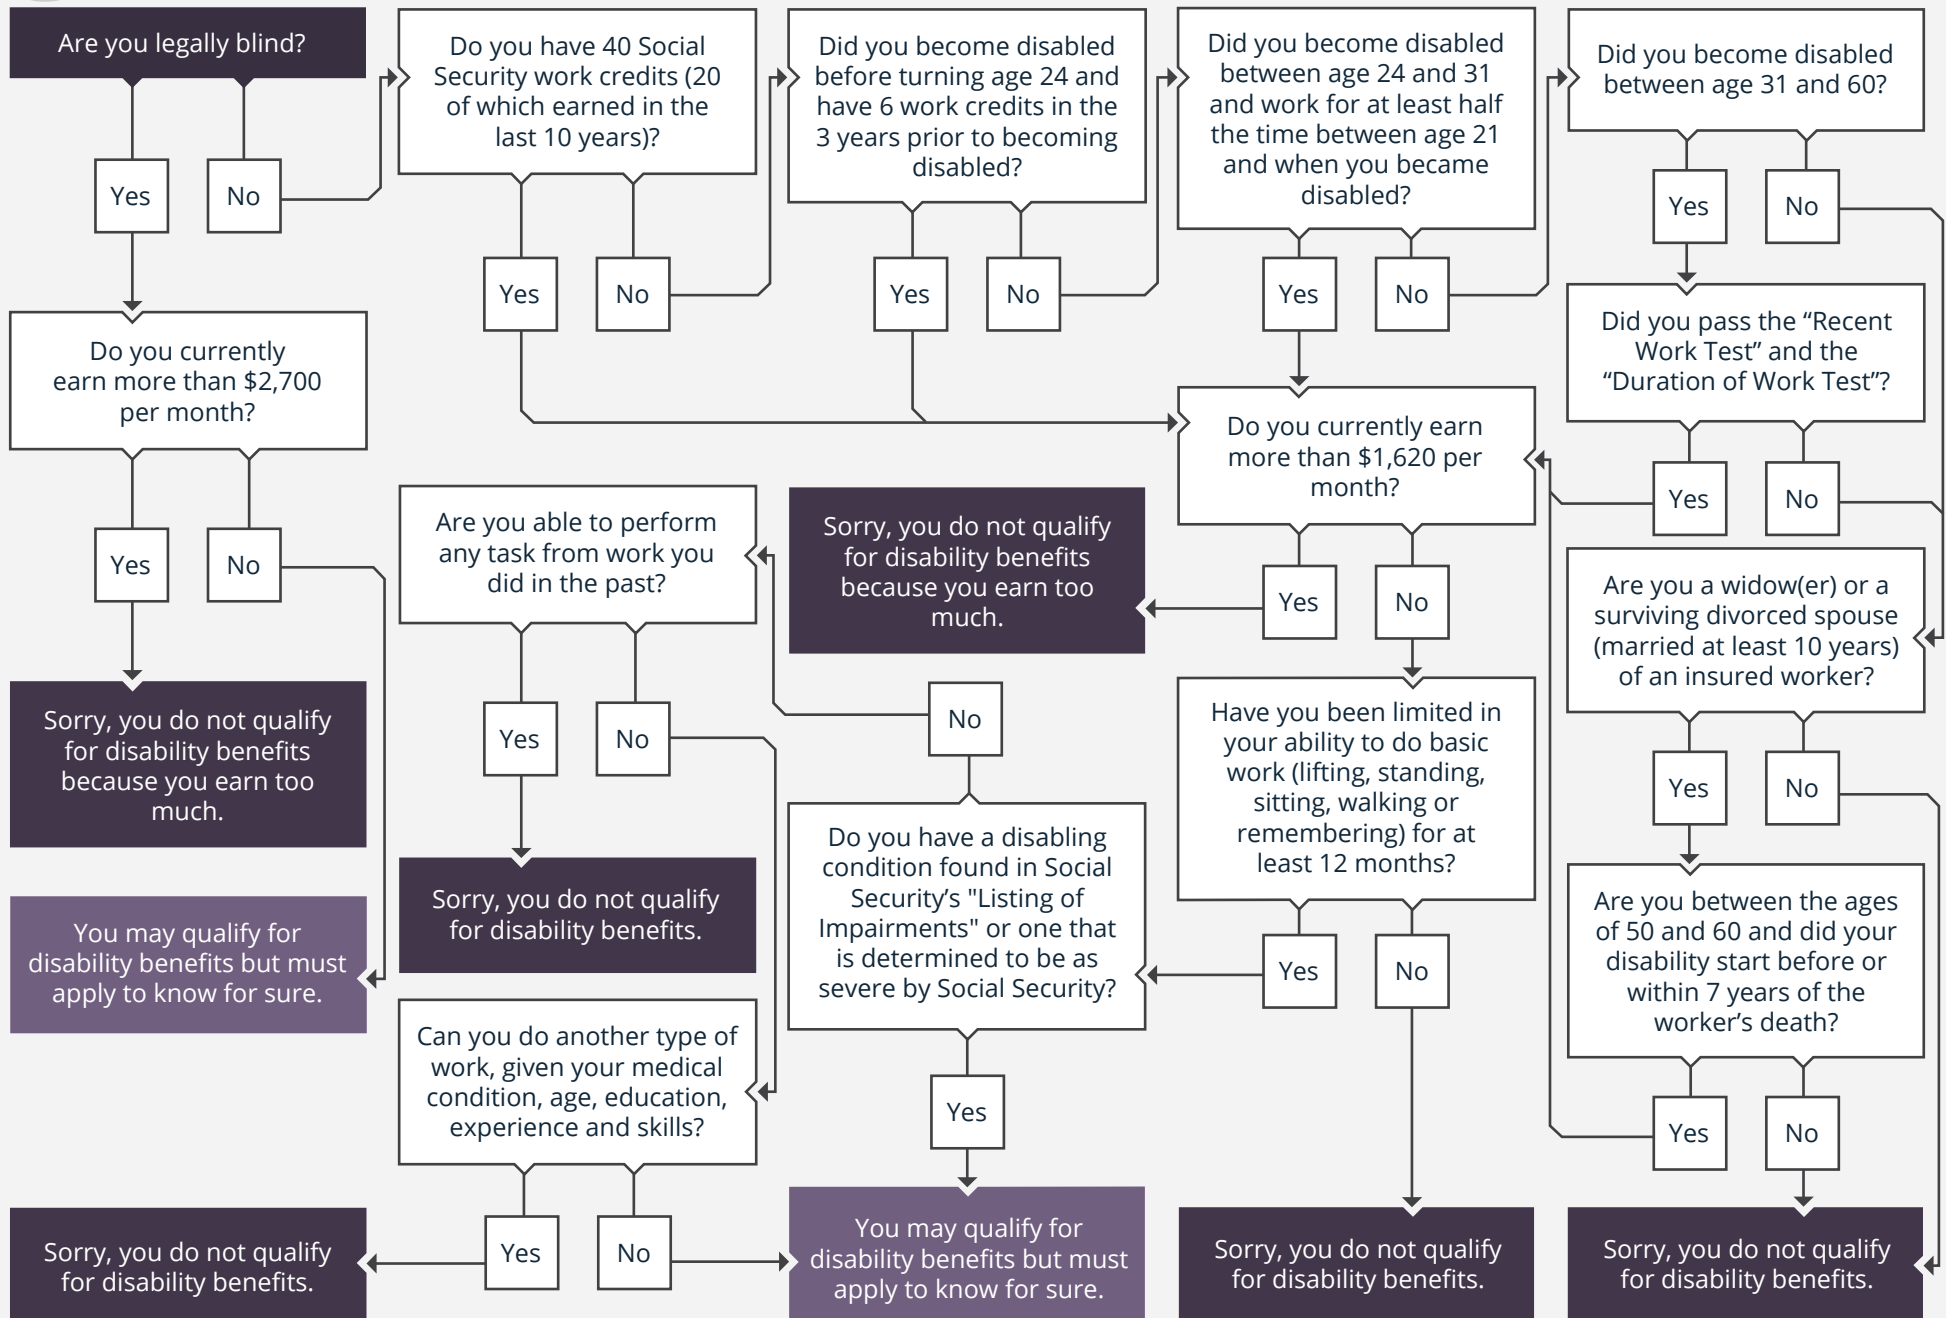 Are you legally blind?
Yes
No
Do you currently
earn more than $2,700
per month?
Yes
No
Sorry, you do not qualify
for disability benefits
because you earn too
much.
You may qualify for
disability benefits but must
apply to know for sure.
Do you have 40 Social
Security work credits (20
of which earned in the
last 10 years)?
Yes
No
Did you become disabled
before turning age 24 and
have 6 work credits in the
3 years prior to becoming
disabled?
Yes
No
Did you become disabled
between age 24 and 31
and work for at least half
the time between age 21
and when you became
disabled?
Yes
No
Did you become disabled
between age 31 and 60?
Yes
No
Did you pass the “Recent
Work Test” and the
“Duration of Work Test”?
Yes
No
Are you a widow(er) or a
surviving divorced spouse
(married at least 10 years)
of an insured worker?
Yes
No
Are you between the ages
of 50 and 60 and did your
disability start before or
within 7 years of the
worker’s death?
Yes
No
Sorry, you do not qualify
for disability benefits.
Do you currently earn
more than $1,620 per
month?
Yes
No
Sorry, you do not qualify
for disability benefits
because you earn too
much.
Have you been limited in
your ability to do basic
work (lifting, standing,
sitting, walking or
remembering) for at
least 12 months?
Yes
No
Sorry, you do not qualify
for disability benefits.
Do you have a disabling
condition found in Social
Security’s "Listing of
Impairments" or one that
is determined to be as
severe by Social Security?
No
Yes
You may qualify for
disability benefits but must
apply to know for sure.
Are you able to perform
any task from work you
did in the past?
Yes
No
Sorry, you do not qualify
for disability benefits.
Can you do another type of
work, given your medical
condition, age, education,
experience and skills?
Yes
No
Sorry, you do not qualify
for disability benefits.